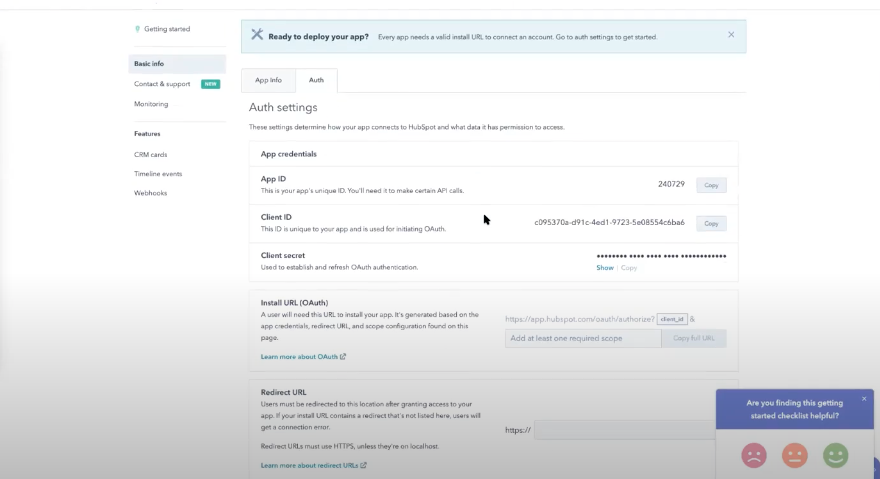 Getting started
Ready to deploy your app? Every app needs a valid install URL to connect an account. Go to auth settings to get started.
Basic info
Contact & support NEW
Monitoring
Features
CRM cards
Timeline events
Webhooks
App Info Auth
Auth settings
These settings determine how your app connects to HubSpot and what data it has permission to access.
App credentials
App ID
This is your app's unique ID. You'll need it to make certain API calls.
240729 Copy
Client ID
This ID is unique to your app and is used for initiating OAuth.
c095370a-d91c-4ed1-9723-5e08554c6ba6 Copy
Client secret
Used to establish and refresh OAuth authentication.
•••••••• •••• •••• •••• ••••••••••••
Show | Copy
Install URL (OAuth)
A user will need this URL to install your app. It's generated based on the
app credentials, redirect URL, and scope configuration found on this
page.
Learn more about OAuth
https://app.hubspot.com/oauth/authorize? client_id &
Add at least one required scope Copy full URL
Redirect URL
Users must be redirected to this location after granting access to your
app. If your install URL contains a redirect that's not listed here, users will
get a connection error.
Redirect URLs must use HTTPS, unless they're on localhost.
Learn more about redirect URLs
https://
Are you finding this getting
started checklist helpful?